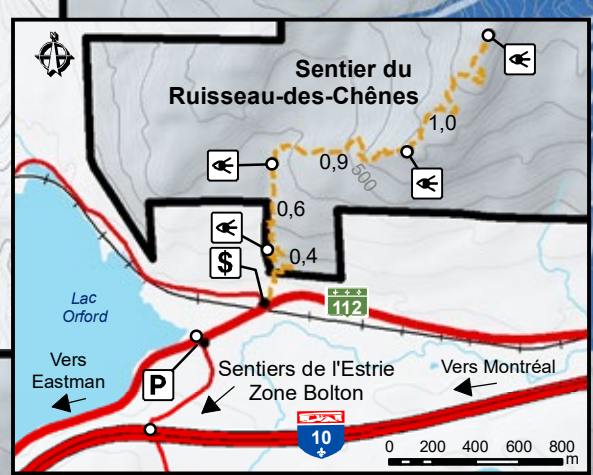 Sentier du
Ruisseau-des-Chênes
1,0
0,9
500
0,6
0,4
$
112
Lac
Orford
Vers
Eastman
P
Sentiers de l'Estrie
Zone Bolton
Vers Montréal
10
0 200 400 600 800
m